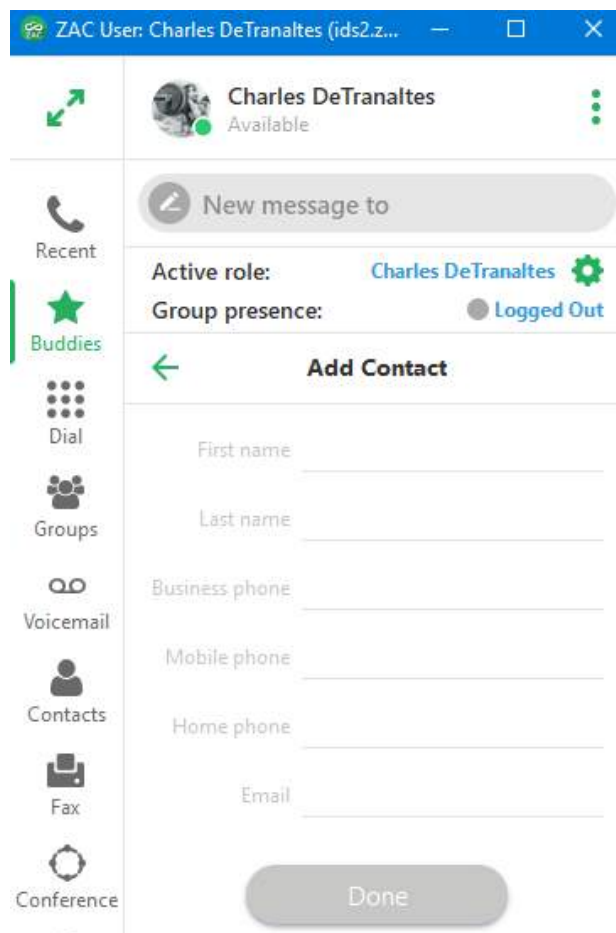 ZAC User: Charles DeTranaltes (ids2.z...
Charles DeTranaltes
Available
New message to
Recent
Active role: Charles DeTranaltes
Group presence: Logged Out
Buddies
Add Contact
Dial
First name
Groups
Last name
Voicemail
Business phone
Contacts
Mobile phone
Home phone
Fax
Email
Conference
Done